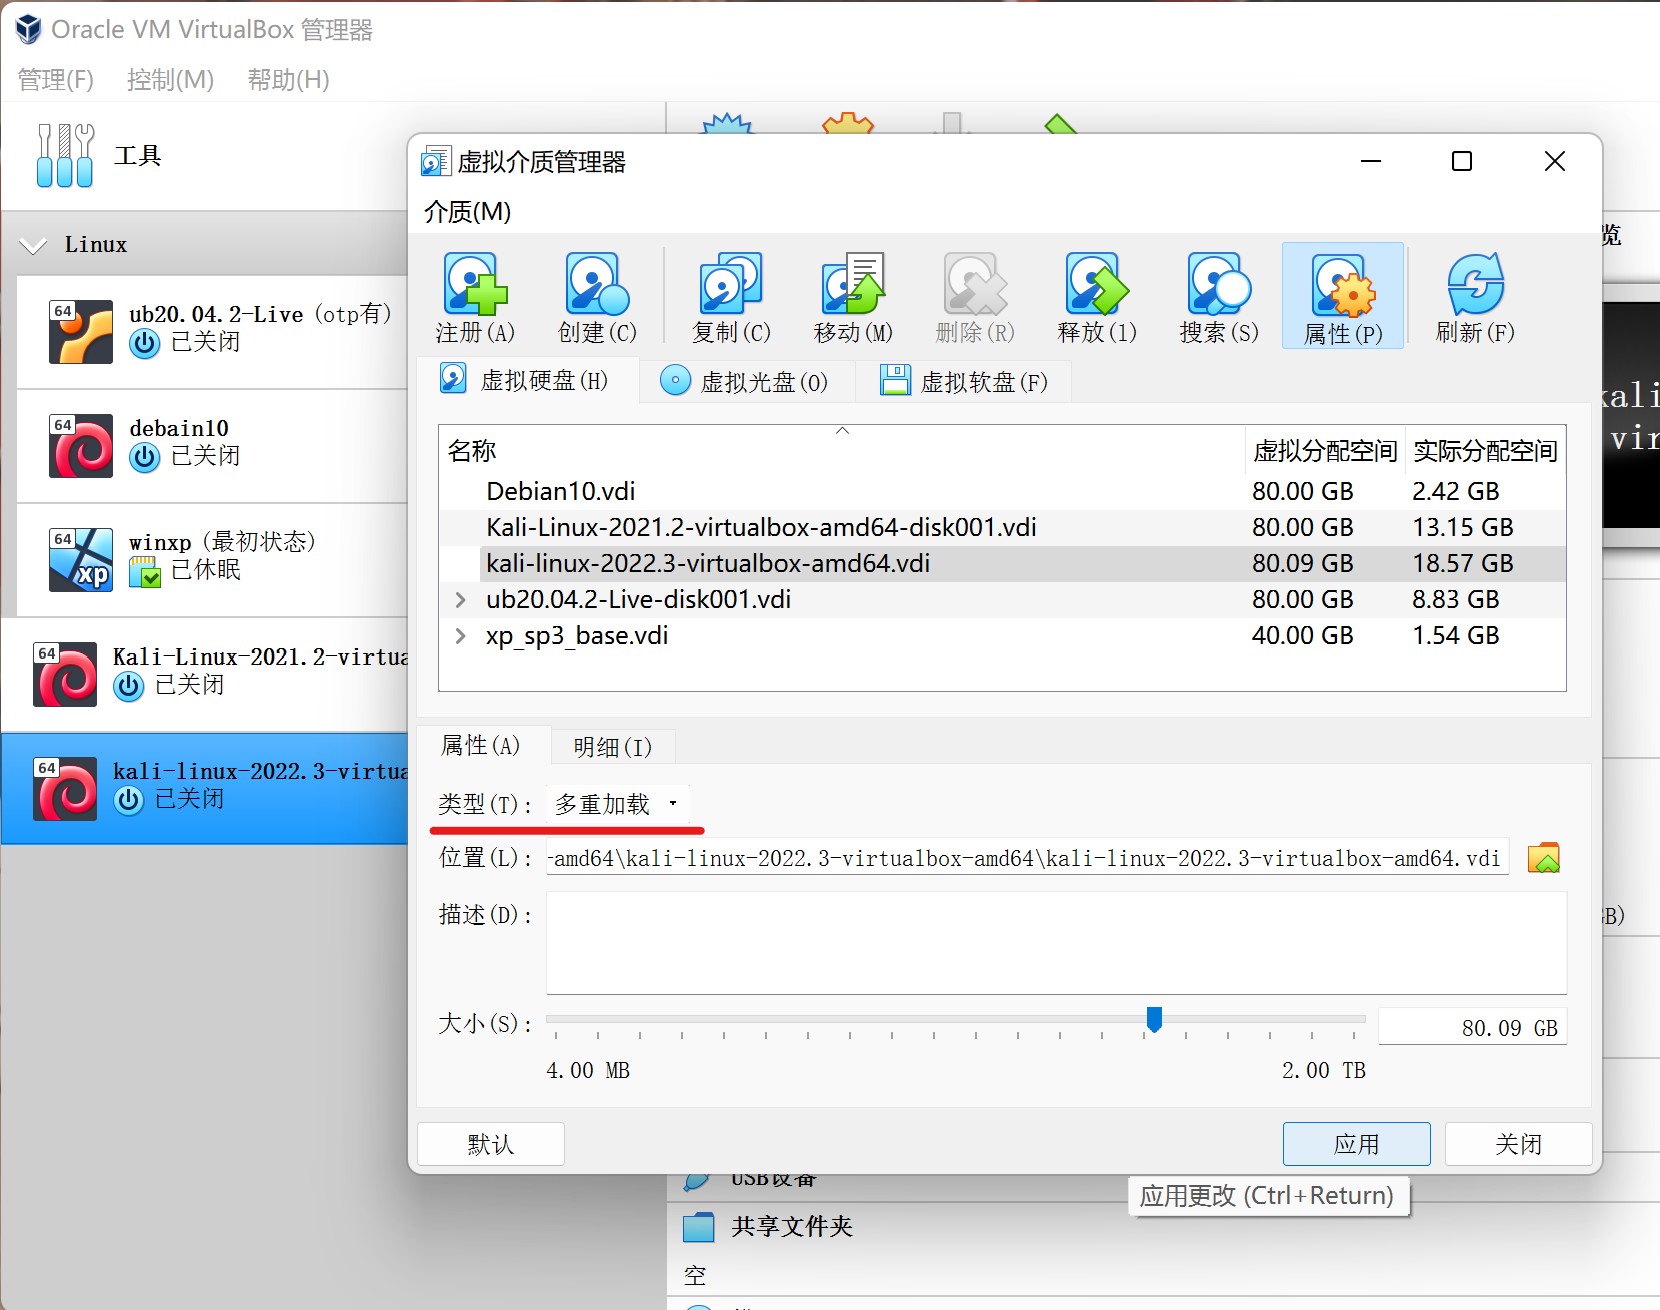 Oracle VM VirtualBox 管理器
管理(F) 控制(M) 帮助(H)
工具
Linux
64
ub20.04.2-Live (otp有)
已关闭
64
debain10
已关闭
64
xp
winxp (最初状态)
已休眠
64
Kali-Linux-2021.2-virtua
已关闭
64
kali-linux-2022.3-virtua
已关闭
虚拟介质管理器
介质(M)
注册(A) 创建(C) 复制(C) 移动(M) 删除(R) 释放(l) 搜索(S) 属性(P) 刷新(F)
虚拟硬盘(H) 虚拟光盘(O) 虚拟软盘(F)
名称 虚拟分配空间 实际分配空间
Debian10.vdi 80.00 GB 2.42 GB
Kali-Linux-2021.2-virtualbox-amd64-disk001.vdi 80.00 GB 13.15 GB
kali-linux-2022.3-virtualbox-amd64.vdi 80.09 GB 18.57 GB
ub20.04.2-Live-disk001.vdi 80.00 GB 8.83 GB
xp_sp3_base.vdi 40.00 GB 1.54 GB
属性(A) 明细(I)
类型(T): 多重加载
位置(L): -amd64\kali-linux-2022.3-virtualbox-amd64\kali-linux-2022.3-virtualbox-amd64.vdi
描述(D):
大小(S): 80.09 GB
4.00 MB 2.00 TB
默认 应用 关闭
应用更改 (Ctrl+Return)
览
kali
vir
GB)
USB设备
共享文件夹
空